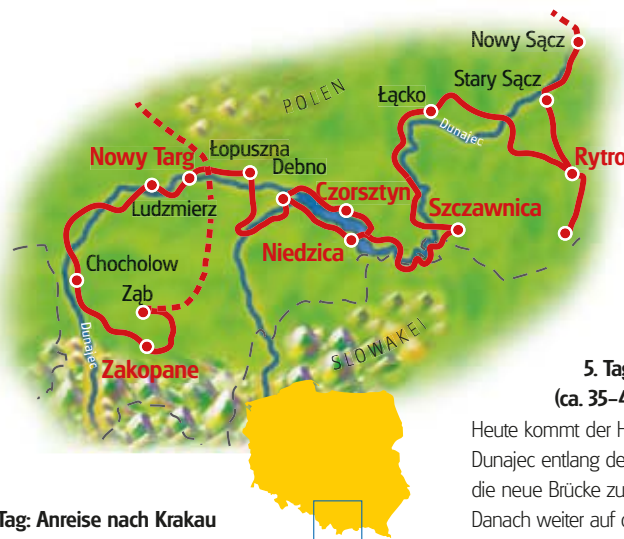 Nowy Sącz
Stary Sącz
POLEN
Łącko
Dunajec
Rytro
Nowy Targ
Łopuszna
Debno
Ludzmierz
Czorsztyn
Szczawnica
Niedzica
Chocholow
Ząb
Dunajec
Zakopane
SLOWAKEI
5. Tag
(ca. 35–4
Heute kommt der H
Dunajec entlang de
die neue Brücke zu
Danach weiter auf d
Tag: Anreise nach Krakau